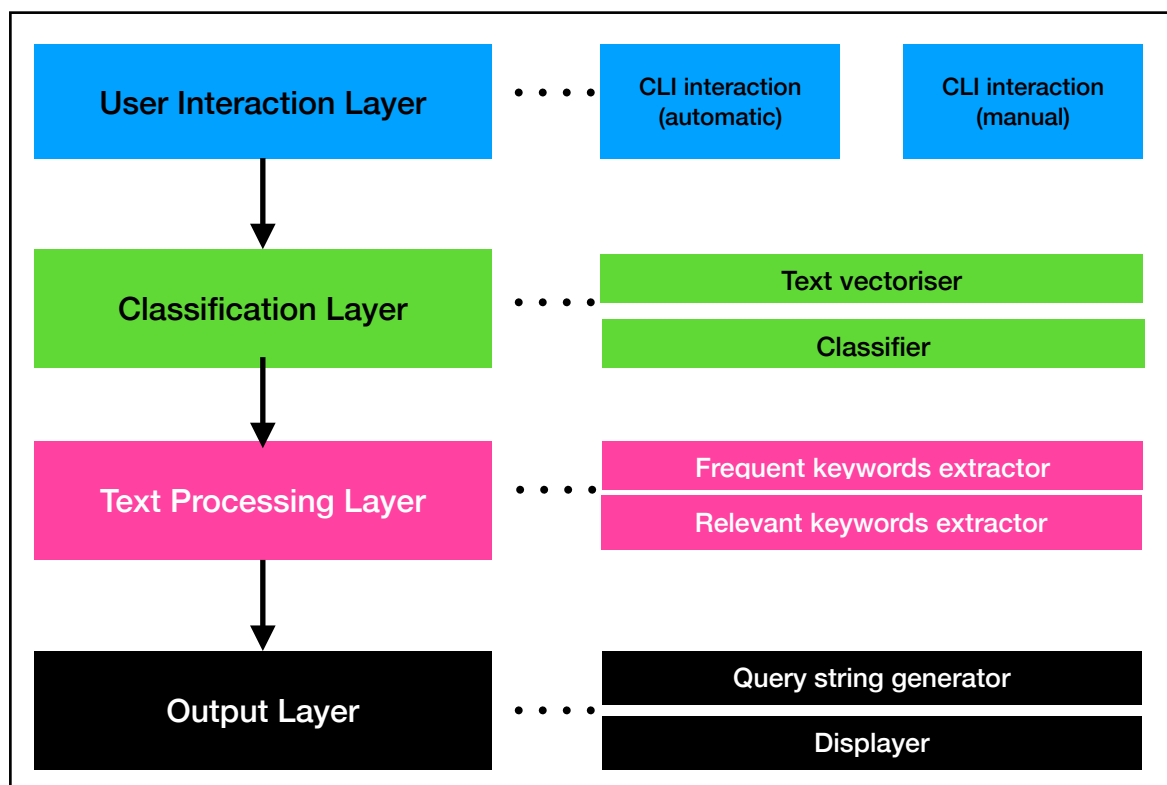 User Interaction Layer
CLI interaction
(automatic)
CLI interaction
(manual)
Classification Layer
Text vectoriser
Classifier
Text Processing Layer
Frequent keywords extractor
Relevant keywords extractor
Output Layer
Query string generator
Displayer